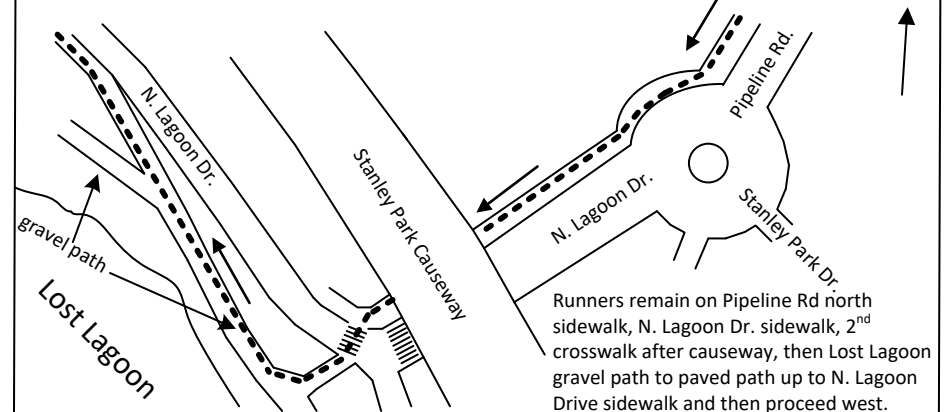 Pipeline Rd.
N. Lagoon Dr.
Stanley Park Causeway
N. Lagoon Dr.
Stanley Park Dr.
gravel path
Lost Lagoon
Runners remain on Pipeline Rd north
sidewalk, N. Lagoon Dr. sidewalk, 2nd
crosswalk after causeway, then Lost Lagoon
gravel path to paved path up to N. Lagoon
Drive sidewalk and then proceed west.